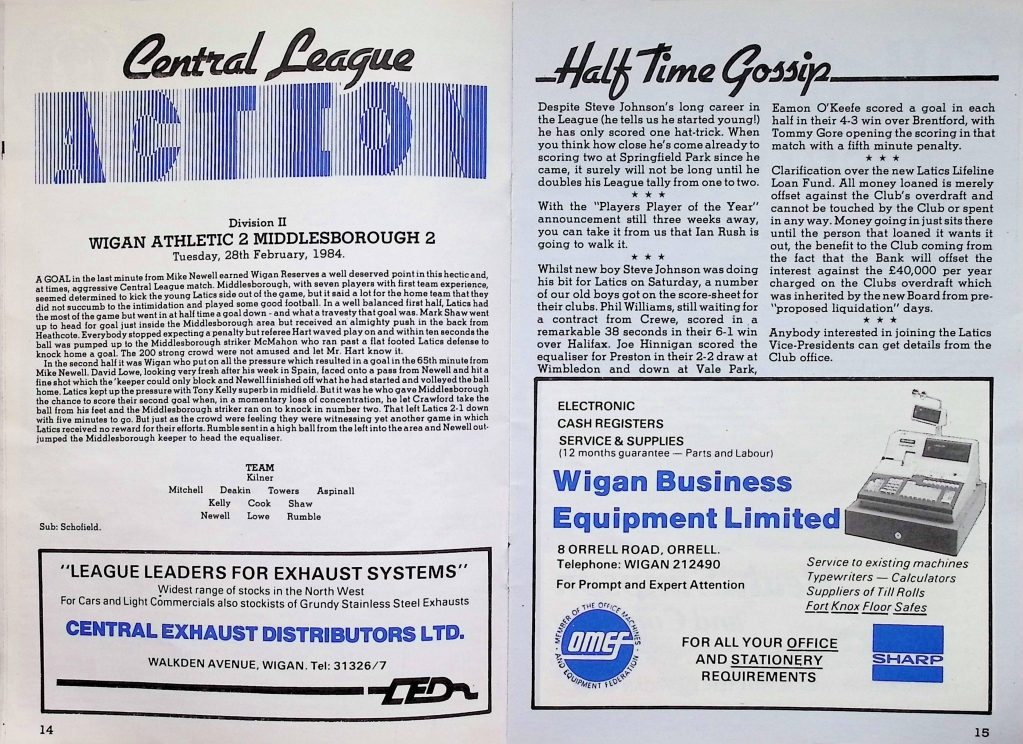 Central League
ACTION
Division II
WIGAN ATHLETIC 2 MIDDLESBOROUGH 2
Tuesday, 28th February, 1984.
A GOAL in the last minute from Mike Newell earned Wigan Reserves a well deserved point in this hectic and,
at times, aggressive Central League match. Middlesborough, with seven players with first team experience,
seemed determined to kick the young Latics side out of the game, but it said a lot for the home team that they
did not succumb to the intimidation and played some good football. In a well balanced first half, Latics had
the most of the game but went in at half time a goal down - and what a travesty that goal was. Mark Shaw went
up to head for goal just inside the Middlesborough area but received an almighty push in the back from
Heathcote. Everybody stopped expecting a penalty but referee Hart waved play on and within ten seconds the
ball was pumped up to the Middlesborough striker McMahon who ran past a flat footed Latics defense to
knock home a goal. The 200 strong crowd were not amused and let Mr. Hart know it.
In the second half it was Wigan who put on all the pressure which resulted in a goal in the 65th minute from
Mike Newell. David Lowe, looking very fresh after his week in Spain, faced onto a pass from Newell and hit a
fine shot which the 'keeper could only block and Newell finished off what he had started and volleyed the ball
home. Latics kept up the pressure with Tony Kelly superb in midfield. But it was he who gave Middlesborough
the chance to score their second goal when, in a momentary loss of concentration, he let Crawford take the
ball from his feet and the Middlesborough striker ran on to knock in number two. That left Latics 2-1 down
with five minutes to go. But just as the crowd were feeling they were witnessing yet another game in which
Latics received no reward for their efforts. Rumble sent in a high ball from the left into the area and Newell out-
jumped the Middlesborough keeper to head the equaliser.
TEAM
Kilner
Mitchell Deakin Towers Aspinall
Kelly Cook Shaw
Newell Lowe Rumble
Sub: Schofield.
"LEAGUE LEADERS FOR EXHAUST SYSTEMS"
Widest range of stocks in the North West
For Cars and Light Commercials also stockists of Grundy Stainless Steel Exhausts
CENTRAL EXHAUST DISTRIBUTORS LTD.
WALKDEN AVENUE, WIGAN. Tel: 31326/7
CED
14
Half Time Gossip
Despite Steve Johnson's long career in
the League (he tells us he started young!)
he has only scored one hat-trick. When
you think how close he's come already to
scoring two at Springfield Park since he
came, it surely will not be long until he
doubles his League tally from one to two.
★ ★ ★
With the "Players Player of the Year"
announcement still three weeks away,
you can take it from us that Ian Rush is
going to walk it.
★ ★ ★
Whilst new boy Steve Johnson was doing
his bit for Latics on Saturday, a number
of our old boys got on the score-sheet for
their clubs. Phil Williams, still waiting for
a contract from Crewe, scored in a
remarkable 38 seconds in their 6-1 win
over Halifax. Joe Hinnigan scored the
equaliser for Preston in their 2-2 draw at
Wimbledon and down at Vale Park,
Eamon O'Keefe scored a goal in each
half in their 4-3 win over Brentford, with
Tommy Gore opening the scoring in that
match with a fifth minute penalty.
★ ★ ★
Clarification over the new Latics Lifeline
Loan Fund. All money loaned is merely
offset against the Club's overdraft and
cannot be touched by the Club or spent
in any way. Money going in just sits there
until the person that loaned it wants it
out, the benefit to the Club coming from
the fact that the Bank will offset the
interest against the £40,000 per year
charged on the Clubs overdraft which
was inherited by the new Board from pre-
"proposed liquidation" days.
★ ★ ★
Anybody interested in joining the Latics
Vice-Presidents can get details from the
Club office.
ELECTRONIC
CASH REGISTERS
SERVICE & SUPPLIES
(12 months guarantee — Parts and Labour)
Wigan Business
Equipment Limited
8 ORRELL ROAD, ORRELL.
Telephone: WIGAN 212490
For Prompt and Expert Attention
Service to existing machines
Typewriters — Calculators
Suppliers of Till Rolls
Fort Knox Floor Safes
MEMBER OF THE OFFICE MACHINES
AND EQUIPMENT FEDERATION
omef
FOR ALL YOUR OFFICE
AND STATIONERY
REQUIREMENTS
SHARP
15